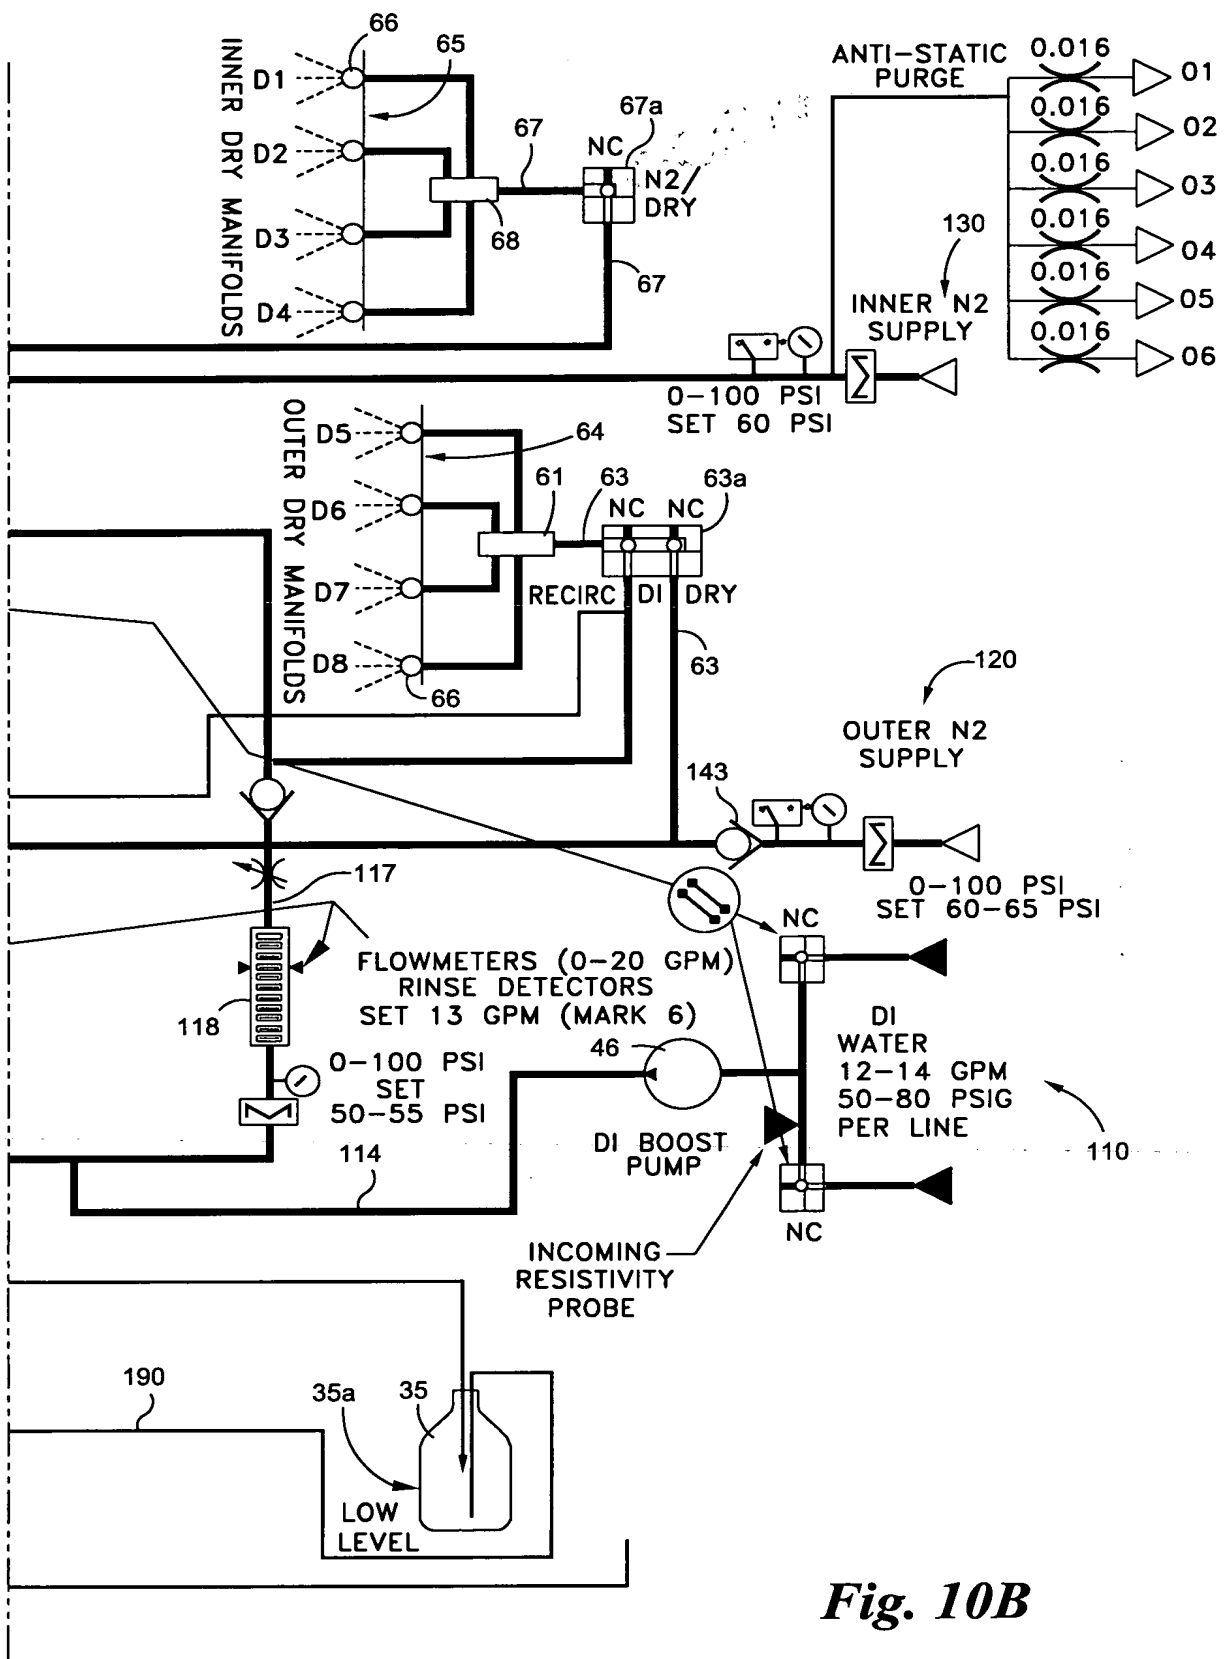 66
65
INNER DRY MANIFOLDS
D1
D2
D3
D4
68
67
67a
NC
N2/
DRY
67
ANTI-STATIC
PURGE
0.016
01
0.016
02
0.016
03
0.016
04
0.016
05
0.016
06
130
INNER N2
SUPPLY
0-100 PSI
SET 60 PSI
OUTER DRY MANIFOLDS
D5
D6
D7
D8
64
61
63
63a
NC
NC
RECIRC
DI
DRY
66
63
120
OUTER N2
SUPPLY
143
0-100 PSI
SET 60-65 PSI
117
118
FLOWMETERS (0-20 GPM)
RINSE DETECTORS
SET 13 GPM (MARK 6)
0-100 PSI
SET
50-55 PSI
46
DI BOOST
PUMP
NC
DI
WATER
12-14 GPM
50-80 PSIG
PER LINE
110
NC
114
INCOMING
RESISTIVITY
PROBE
190
35a
35
LOW
LEVEL
Fig. 10B